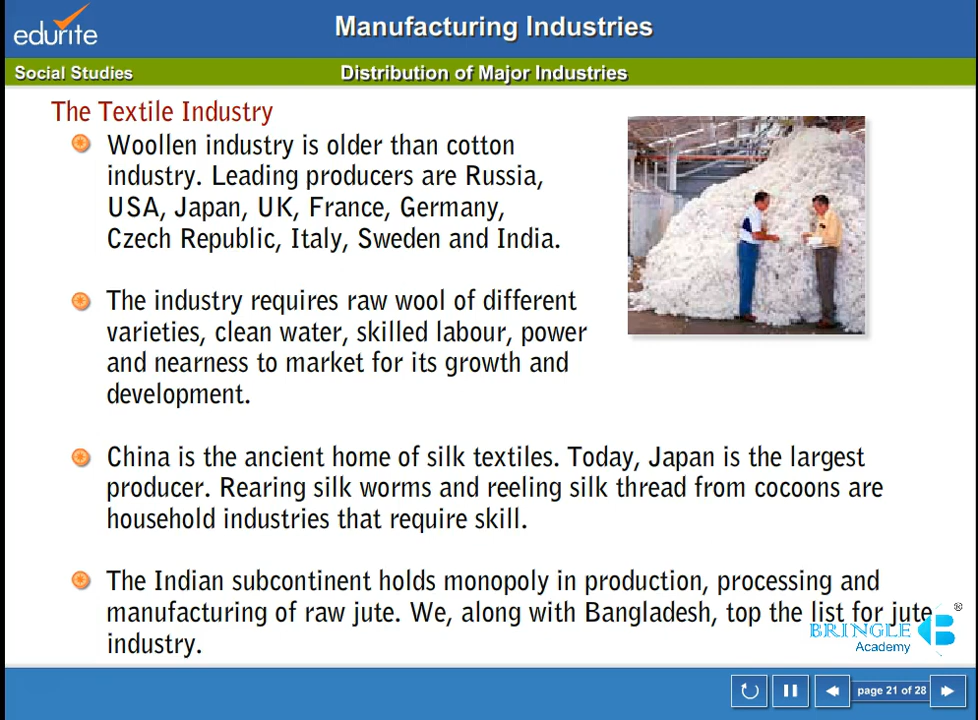 edurite
Manufacturing Industries
Social Studies
Distribution of Major Industries
The Textile Industry
Woollen industry is older than cotton
industry. Leading producers are Russia,
USA, Japan, UK, France, Germany,
Czech Republic, Italy, Sweden and India.
The industry requires raw wool of different
varieties, clean water, skilled labour, power
and nearness to market for its growth and
development.
China is the ancient home of silk textiles. Today, Japan is the largest
producer. Rearing silk worms and reeling silk thread from cocoons are
household industries that require skill.
The Indian subcontinent holds monopoly in production, processing and
manufacturing of raw jute. We, along with Bangladesh, top the list for jute
industry.
BRINGLE
Academy
®
page 21 of 28